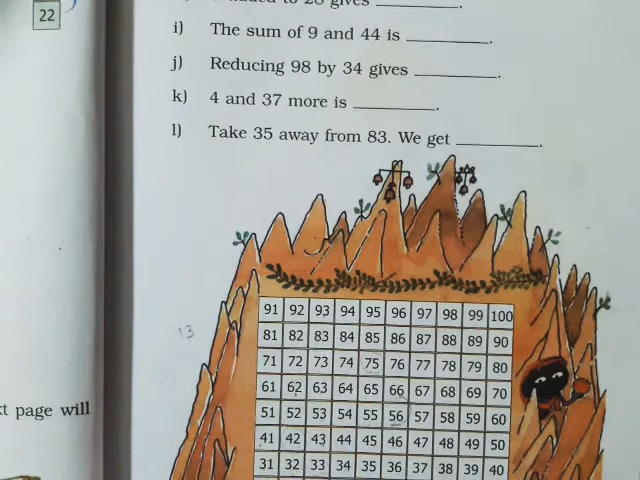 22
gives ________.
i) The sum of 9 and 44 is ________.
j) Reducing 98 by 34 gives ________.
k) 4 and 37 more is ________.
l) Take 35 away from 83. We get ________.
91 92 93 94 95 96 97 98 99 100
81 82 83 84 85 86 87 88 89 90
13
71 72 73 74 75 76 77 78 79 80
61 62 63 64 65 66 67 68 69 70
page will
51 52 53 54 55 56 57 58 59 60
41 42 43 44 45 46 47 48 49 50
31 32 33 34 35 36 37 38 39 40